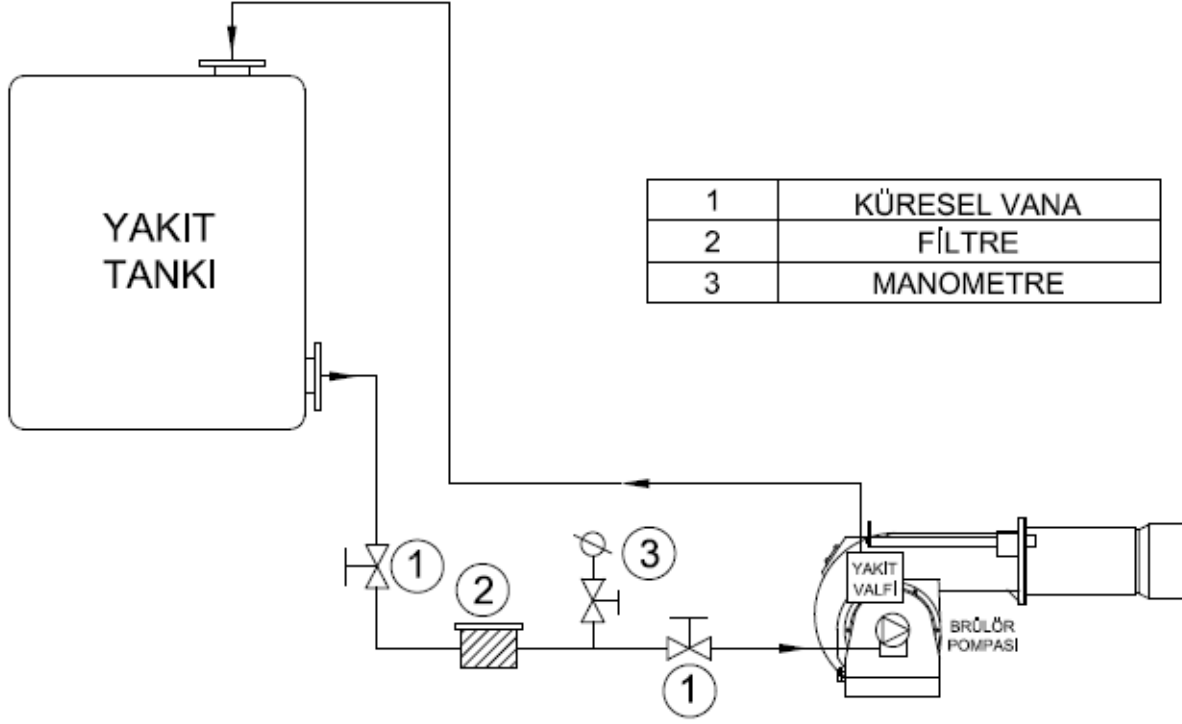 YAKIT
TANKI
1 KÜRESEL VANA
2 FİLTRE
3 MANOMETRE
1
2
3
1
YAKIT
VALFİ
BRÜLÖR
POMPASI